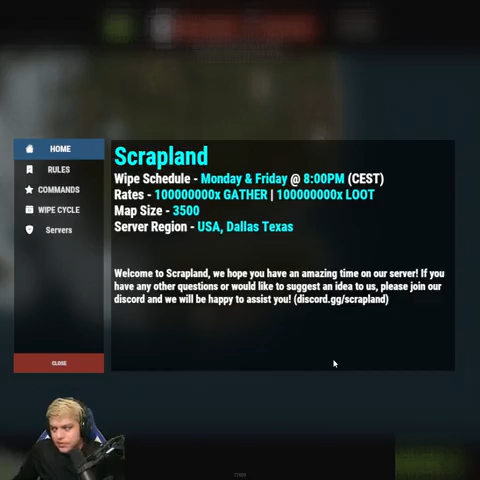 HOME
RULES
COMMANDS
WIPE CYCLE
Servers
CLOSE
Scrapland
Wipe Schedule - Monday & Friday @ 8:00PM (CEST)
Rates - 100000000x GATHER | 100000000x LOOT
Map Size - 3500
Server Region - USA, Dallas Texas
Welcome to Scrapland, we hope you have an amazing time on our server! If you
have any other questions or would like to suggest an idea to us, please join our
discord and we will be happy to assist you! (discord.gg/scrapland)